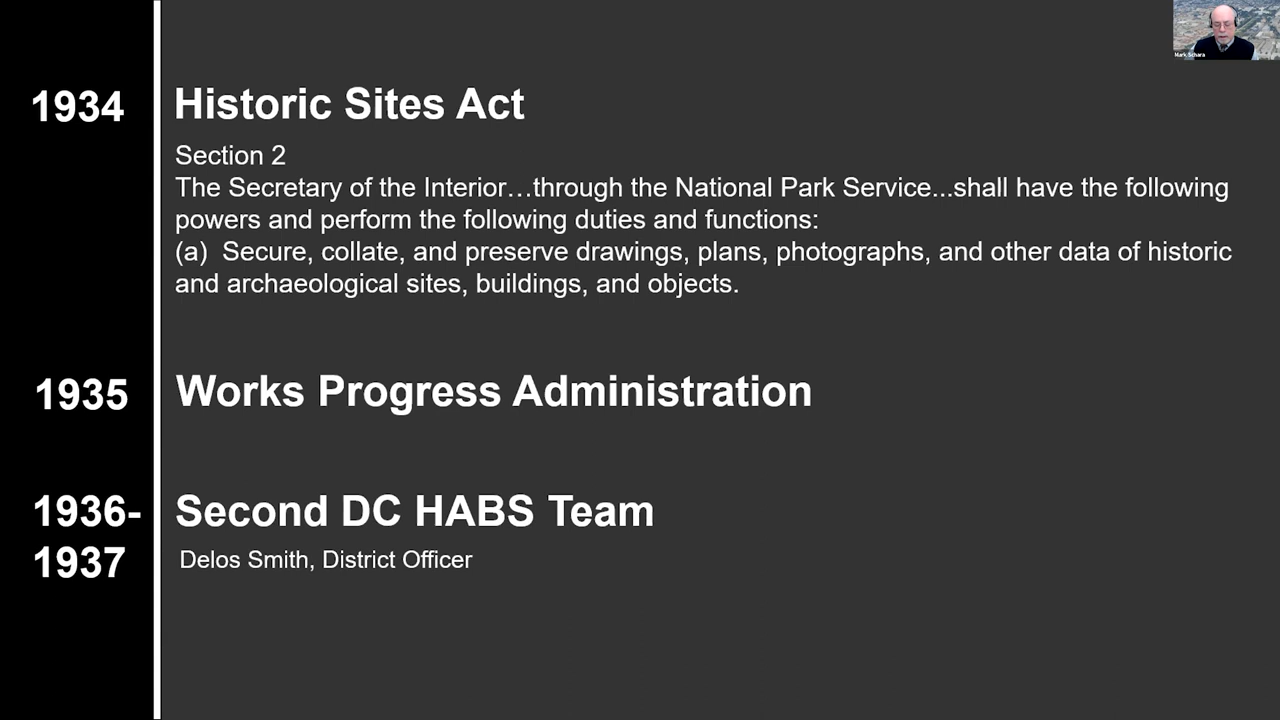 1934 Historic Sites Act
Section 2
The Secretary of the Interior…through the National Park Service...shall have the following
powers and perform the following duties and functions:
(a) Secure, collate, and preserve drawings, plans, photographs, and other data of historic
and archaeological sites, buildings, and objects.
1935 Works Progress Administration
1936-
1937
Second DC HABS Team
Delos Smith, District Officer
Mark Schara